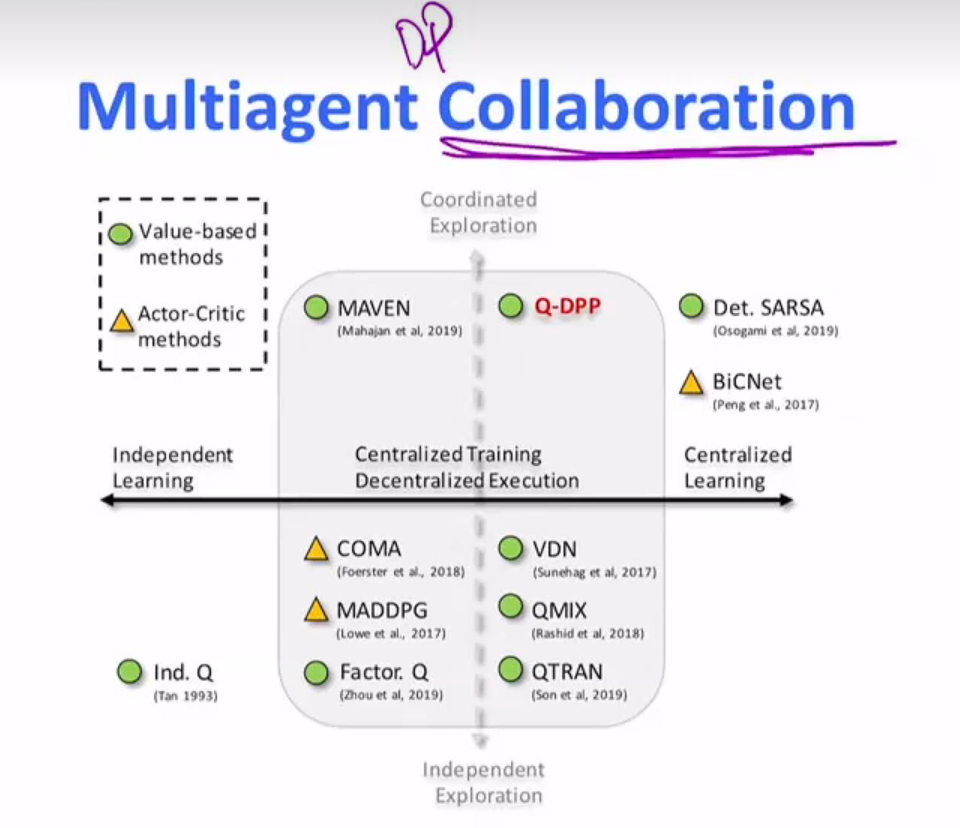 DP
Multiagent Collaboration
Coordinated
Exploration
Value-based
methods
Actor-Critic
methods
MAVEN
(Mahajan et al, 2019)
Q-DPP
Det. SARSA
(Osogami et al, 2019)
BiCNet
(Peng et al., 2017)
Independent
Learning
Centralized Training
Decentralized Execution
Centralized
Learning
COMA
(Foerster et al., 2018)
VDN
(Sunehag et al, 2017)
MADDPG
(Lowe et al., 2017)
QMIX
(Rashid et al, 2018)
Ind. Q
(Tan 1993)
Factor. Q
(Zhou et al, 2019)
QTRAN
(Son et al, 2019)
Independent
Exploration